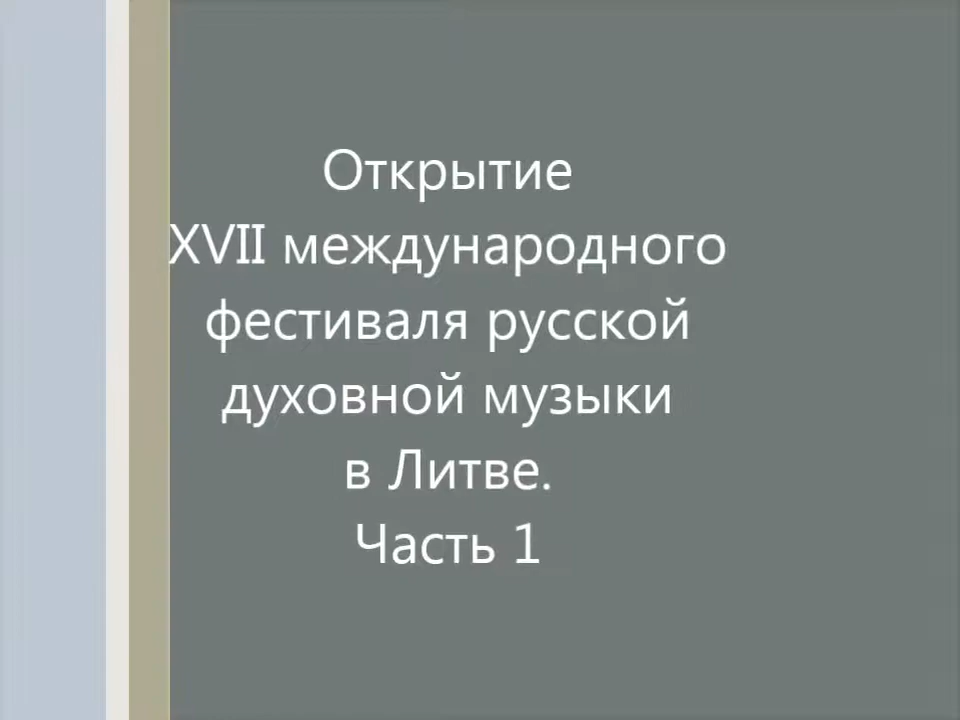 Открытие
XVII международного
фестиваля русской
духовной музыки
в Литве.
Часть 1